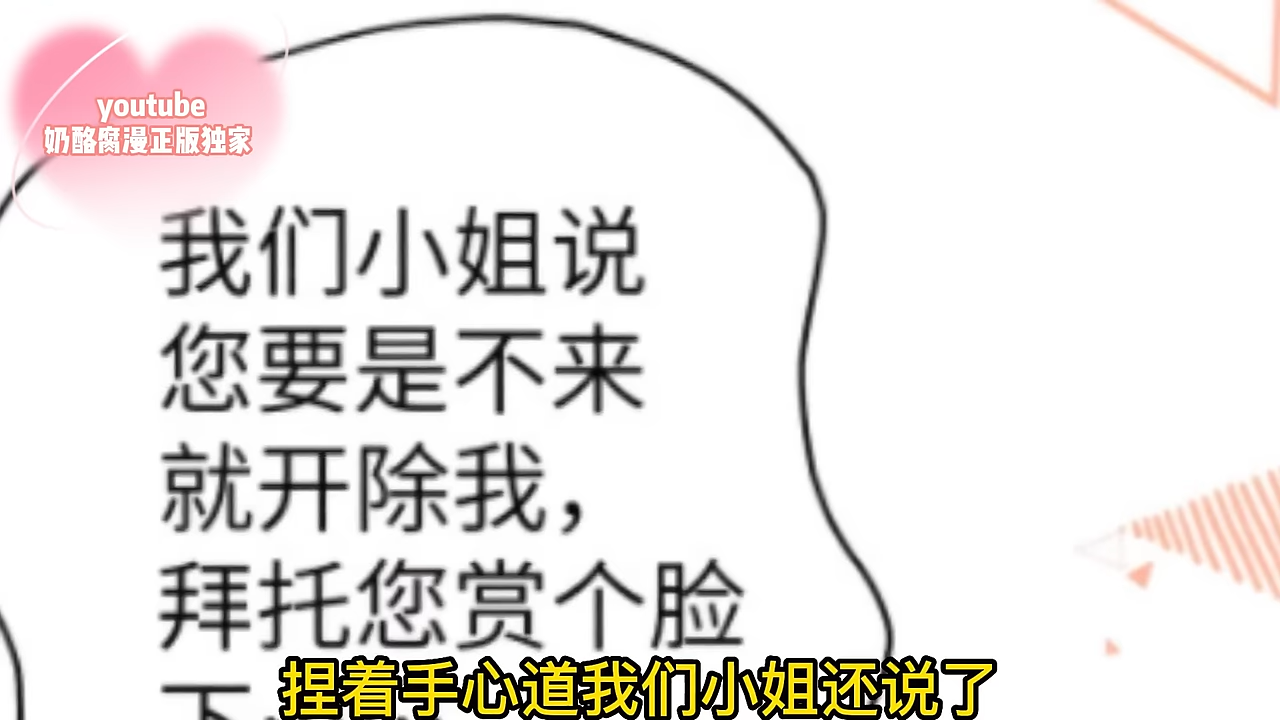 youtube
奶酪腐漫正版独家
我们小姐说
您要是不来
就开除我，
拜托您赏个脸
捏着手心道我们小姐还说了